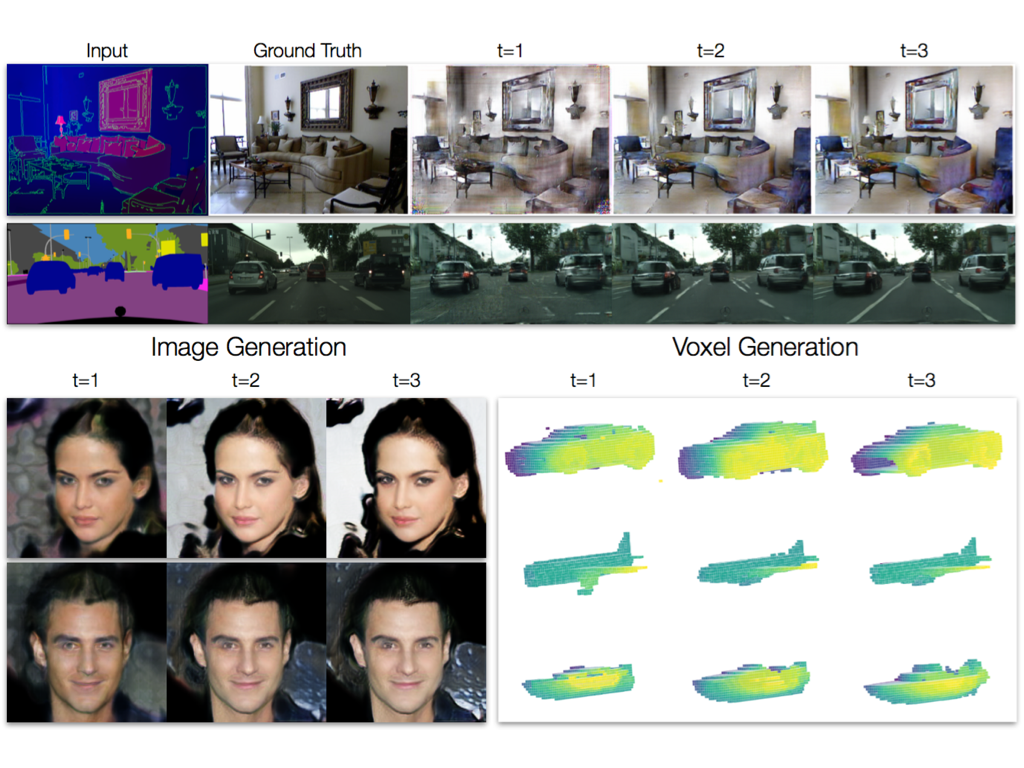 Input Ground Truth t=1 t=2 t=3
Image Generation Voxel Generation
t=1 t=2 t=3 t=1 t=2 t=3